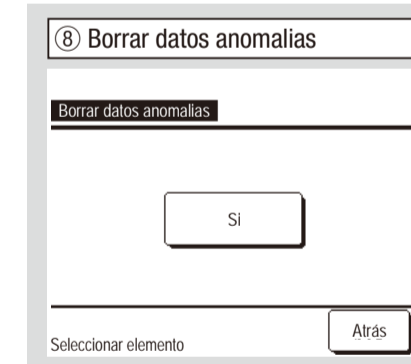 ⑧ Borrar datos anomalias
Borrar datos anomalias
Si
Seleccionar elemento
Atrás